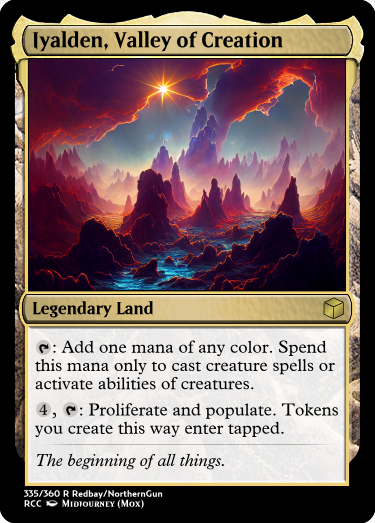 Iyalden, Valley of Creation
Legendary Land
: Add one mana of any color. Spend
this mana only to cast creature spells or
activate abilities of creatures.
4, : Proliferate and populate. Tokens
you create this way enter tapped.
The beginning of all things.
335/360 R Redbay/NorthernGun
RCC Midjourney (Mox)